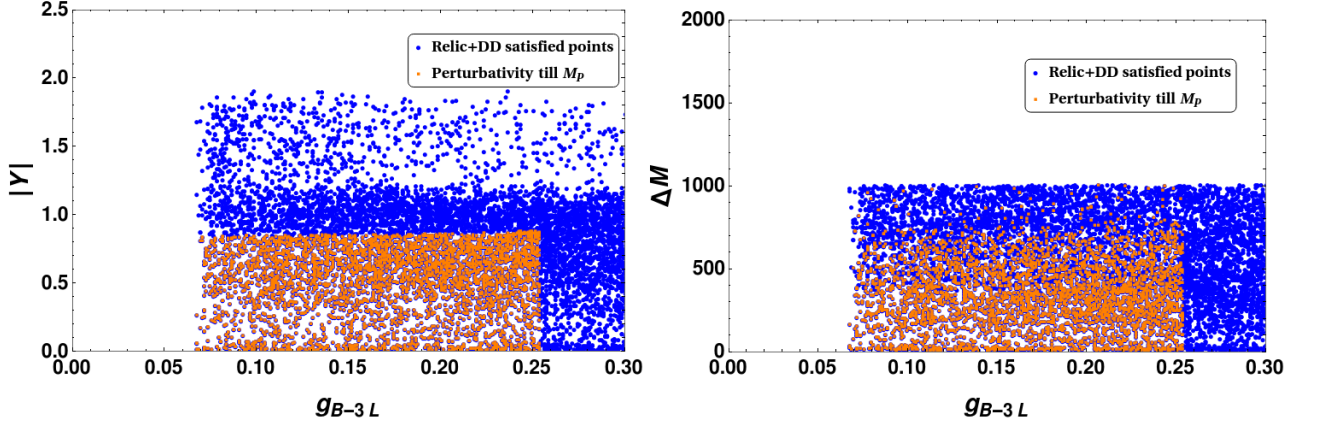 2.5
2.0
1.5
1.0
0.5
0.0
|Y|
Relic+DD satisfied points
Perturbativity till M_P
0.00 0.05 0.10 0.15 0.20 0.25 0.30
g_{B-3 L}
2000
1500
1000
500
0
ΔM
Relic+DD satisfied points
Perturbativity till M_P
0.00 0.05 0.10 0.15 0.20 0.25 0.30
g_{B-3 L}